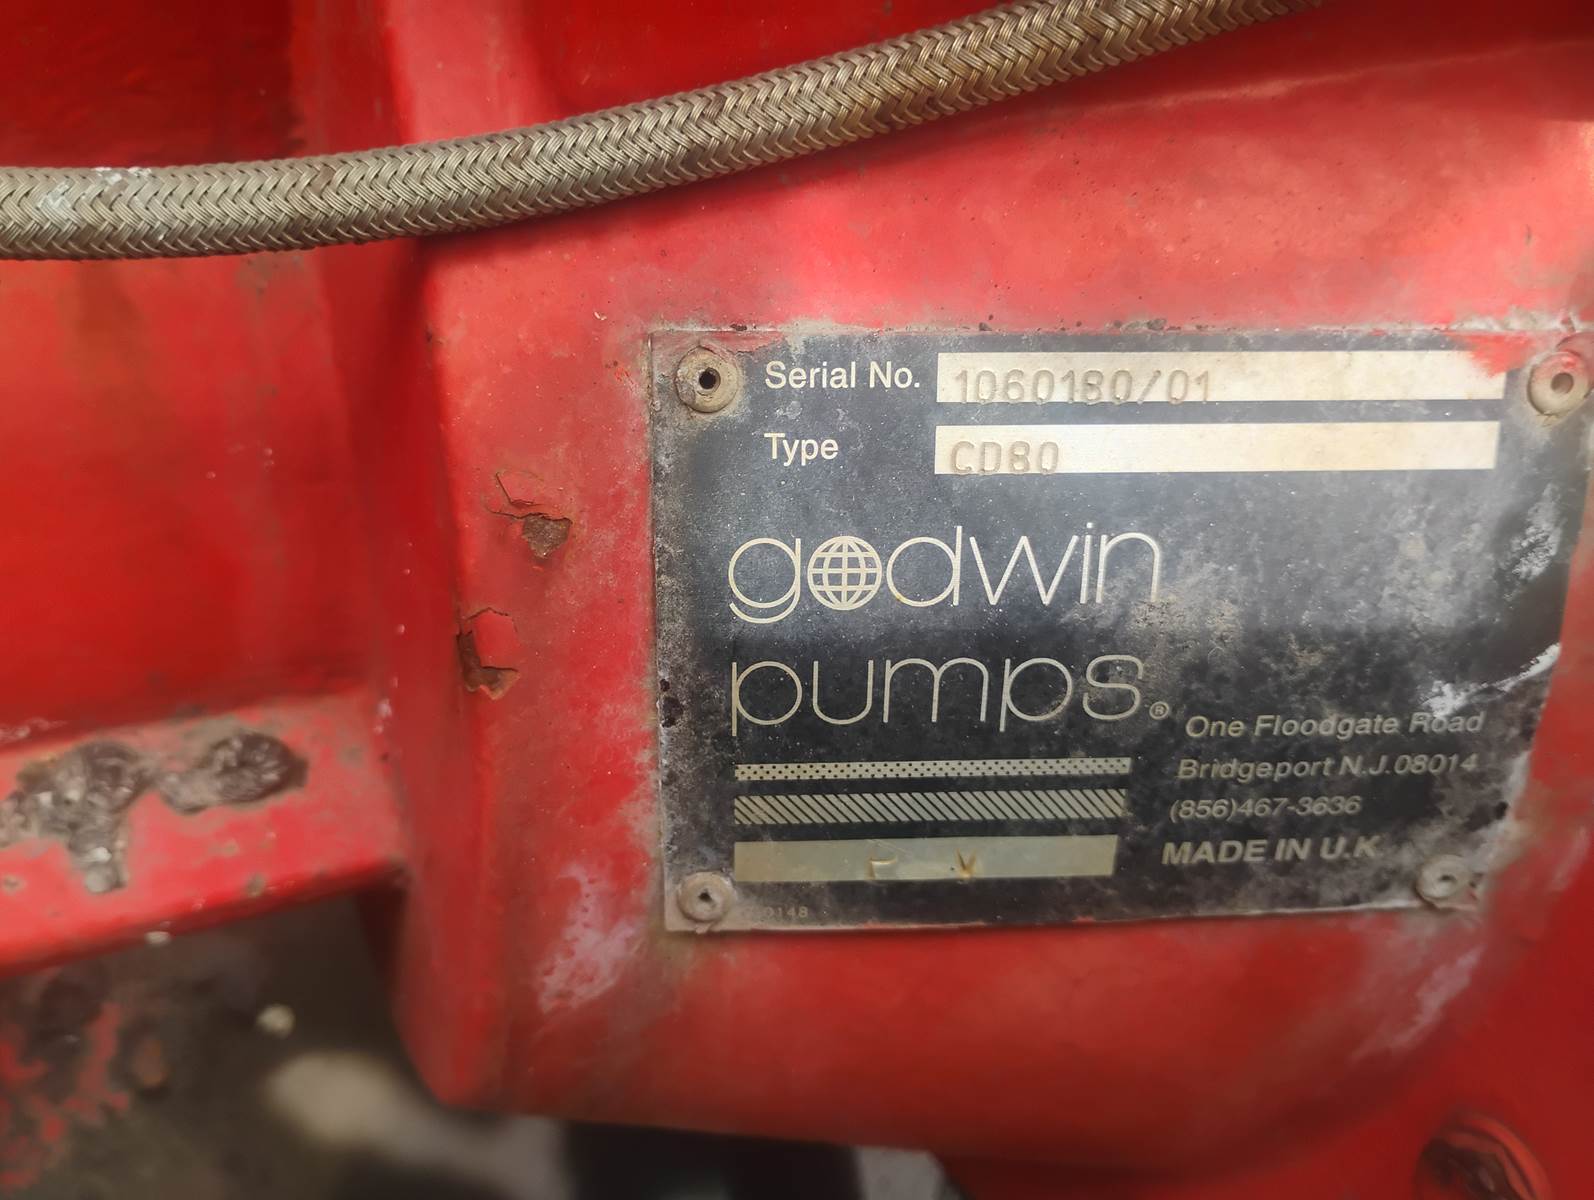 Serial No. 1060180/01
Type CD80
godwin
pumps®
One Floodgate Road
Bridgeport N.J. 08014
(856)467-3636
MADE IN U.K